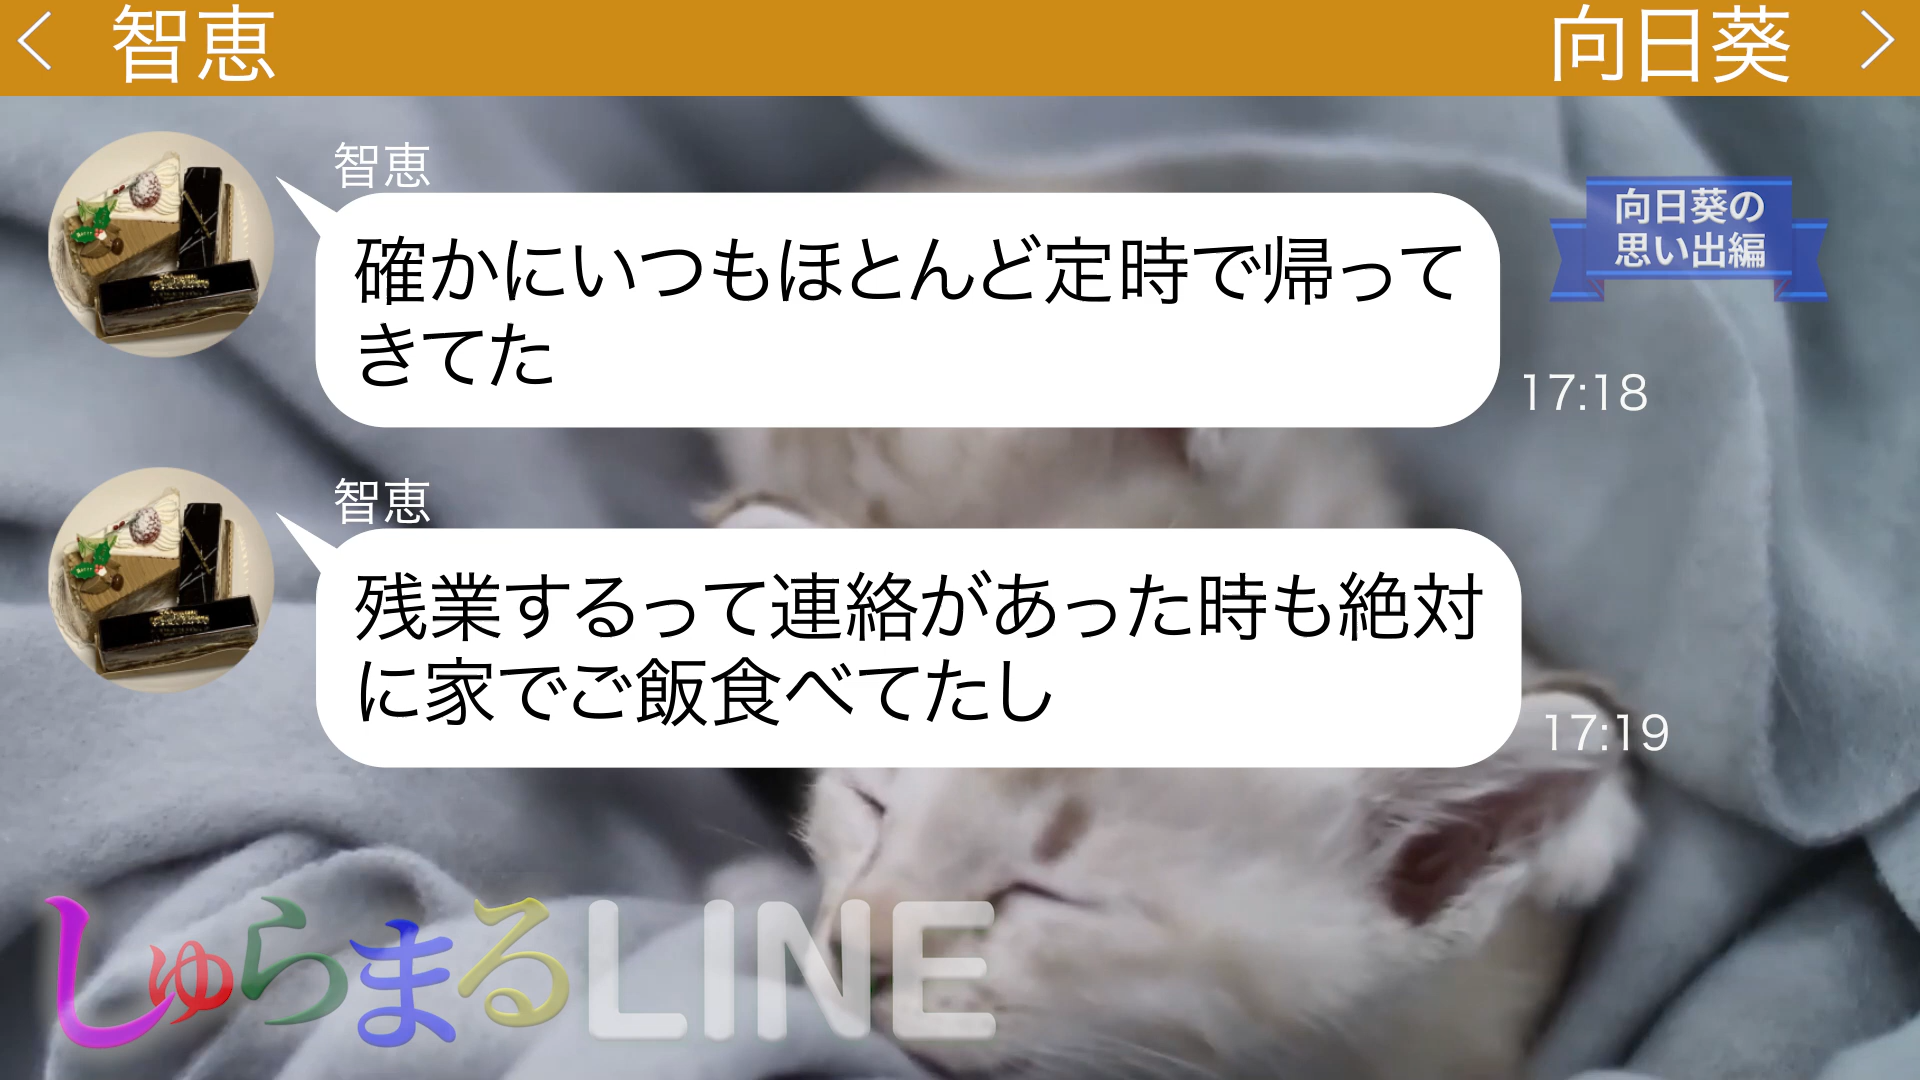 智恵
向日葵
智恵
確かにいつもほとんど定時で帰って
きてた
17:18
向日葵の
思い出編
智恵
残業するって連絡があった時も絶対
に家でご飯食べてたし
17:19
しゅらまるLINE